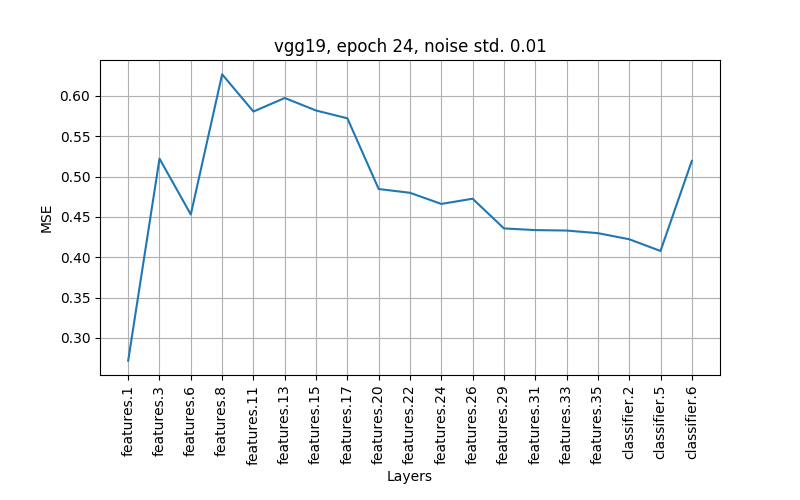 vgg19, epoch 24, noise std. 0.01
0.60
0.55
0.50
0.45
0.40
0.35
0.30
MSE
features.1
features.3
features.6
features.8
features.11
features.13
features.15
features.17
features.20
features.22
features.24
features.26
features.29
features.31
features.33
features.35
classifier.2
classifier.5
classifier.6
Layers